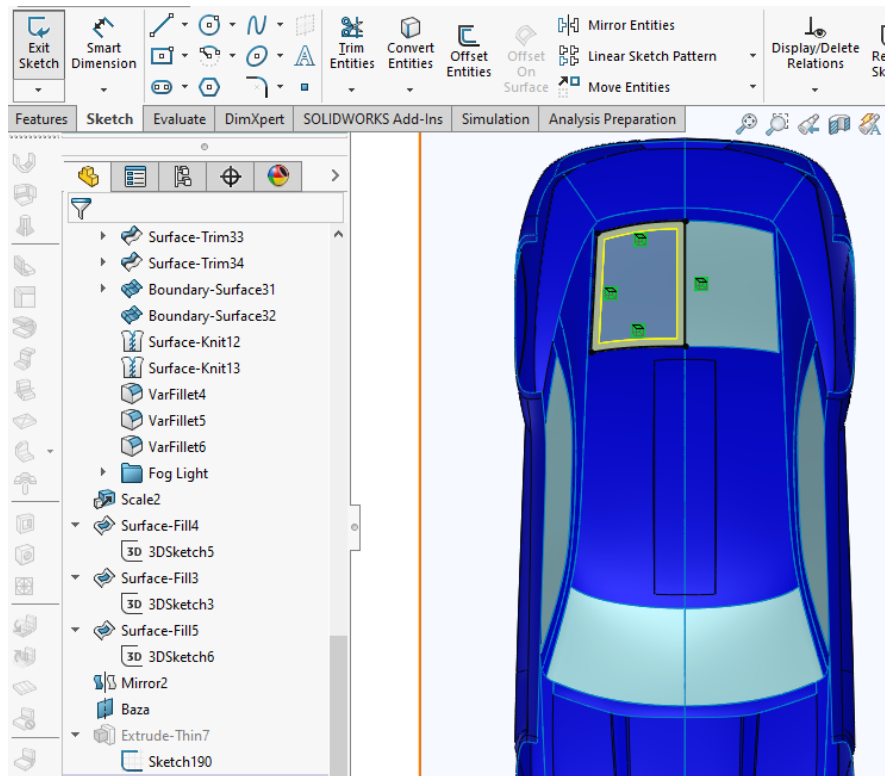 Exit
Sketch
Smart
Dimension
Trim
Entities
Convert
Entities
Offset
Entities
Offset
On
Surface
Mirror Entities
Linear Sketch Pattern
Move Entities
Display/Delete
Relations
Features
Sketch
Evaluate
DimXpert
SOLIDWORKS Add-Ins
Simulation
Analysis Preparation
Surface-Trim33
Surface-Trim34
Boundary-Surface31
Boundary-Surface32
Surface-Knit12
Surface-Knit13
VarFillet4
VarFillet5
VarFillet6
Fog Light
Scale2
Surface-Fill4
3D 3DSketch5
Surface-Fill3
3D 3DSketch3
Surface-Fill5
3D 3DSketch6
Mirror2
Baza
Extrude-Thin7
Sketch190